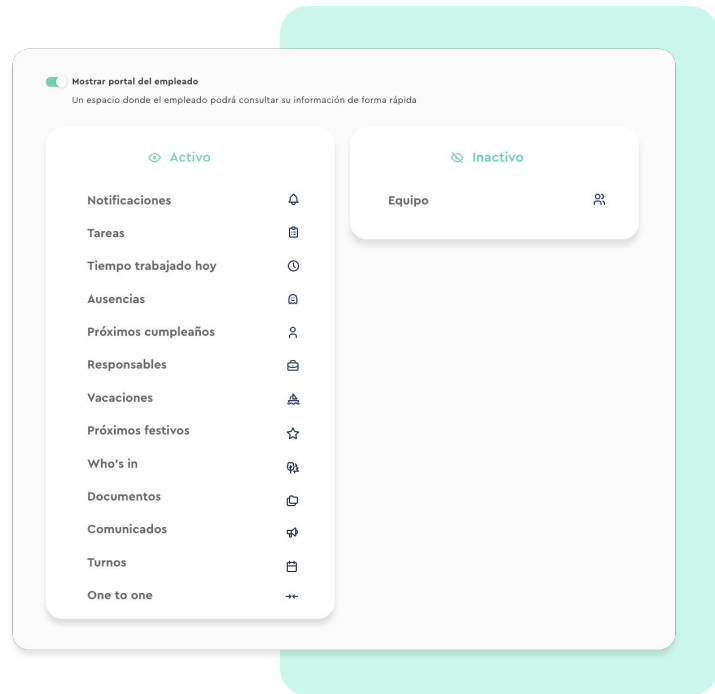 Mostrar portal del empleado
Un espacio donde el empleado podrá consultar su información de forma rápida
Activo
Notificaciones
Tareas
Tiempo trabajado hoy
Ausencias
Próximos cumpleaños
Responsables
Vacaciones
Próximos festivos
Who's in
Documentos
Comunicados
Turnos
One to one
Inactivo
Equipo